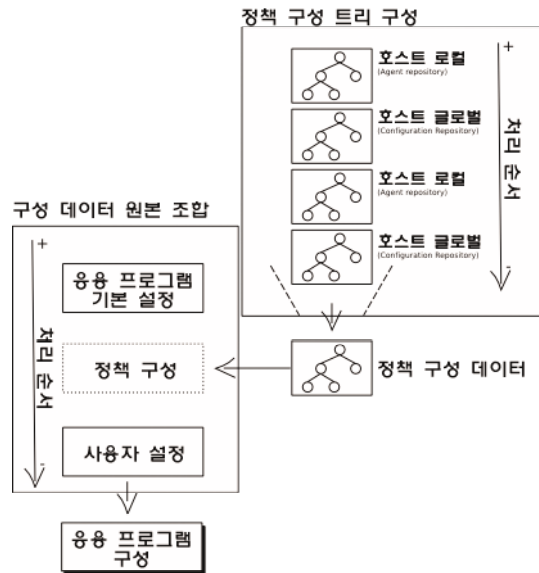 정책 구성 트리 구성
+
호스트 로컬
(Agent repository)
호스트 글로벌
(Configuration Repository)
호스트 로컬
(Agent repository)
호스트 글로벌
(Configuration Repository)
처리 순서
-
구성 데이터 원본 조합
+
응용 프로그램
기본 설정
정책 구성
사용자 설정
처리 순서
-
정책 구성 데이터
응용 프로그램
구성